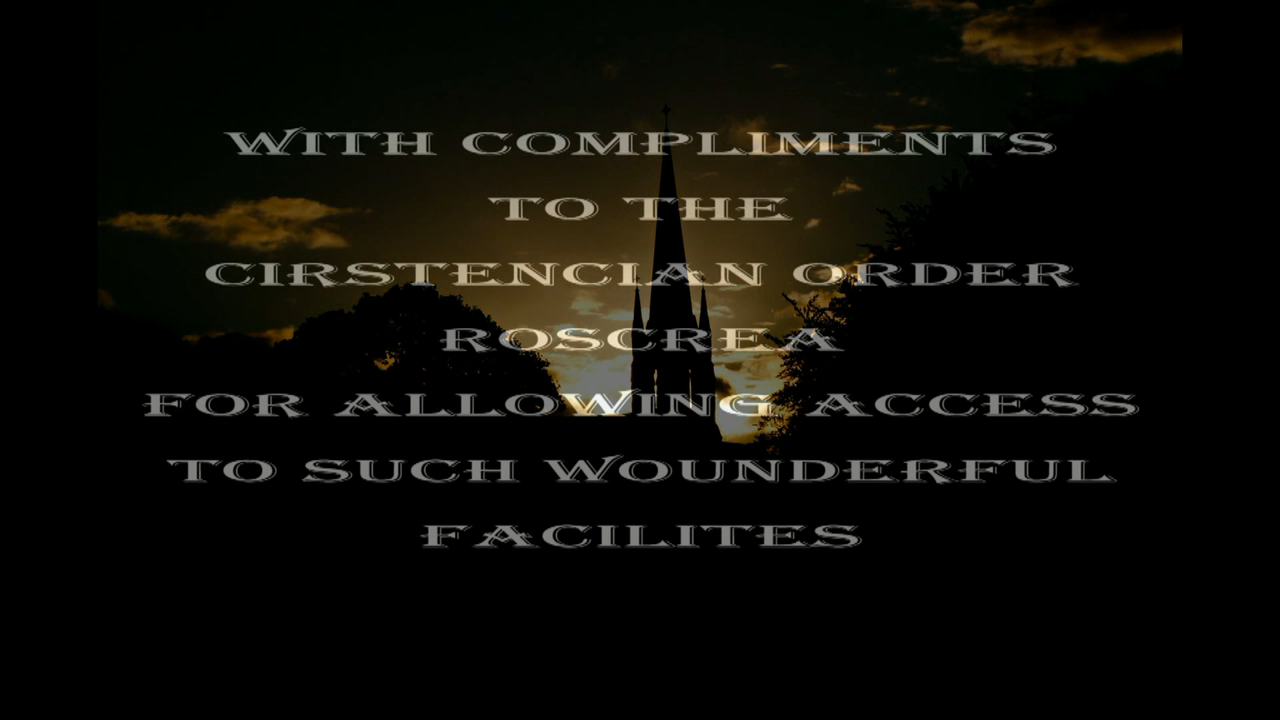 WITH COMPLIMENTS
TO THE
CIRSTENCIAN ORDER
ROSCREA
FOR ALLOWING ACCESS
TO SUCH WOUNDERFUL
FACILITES